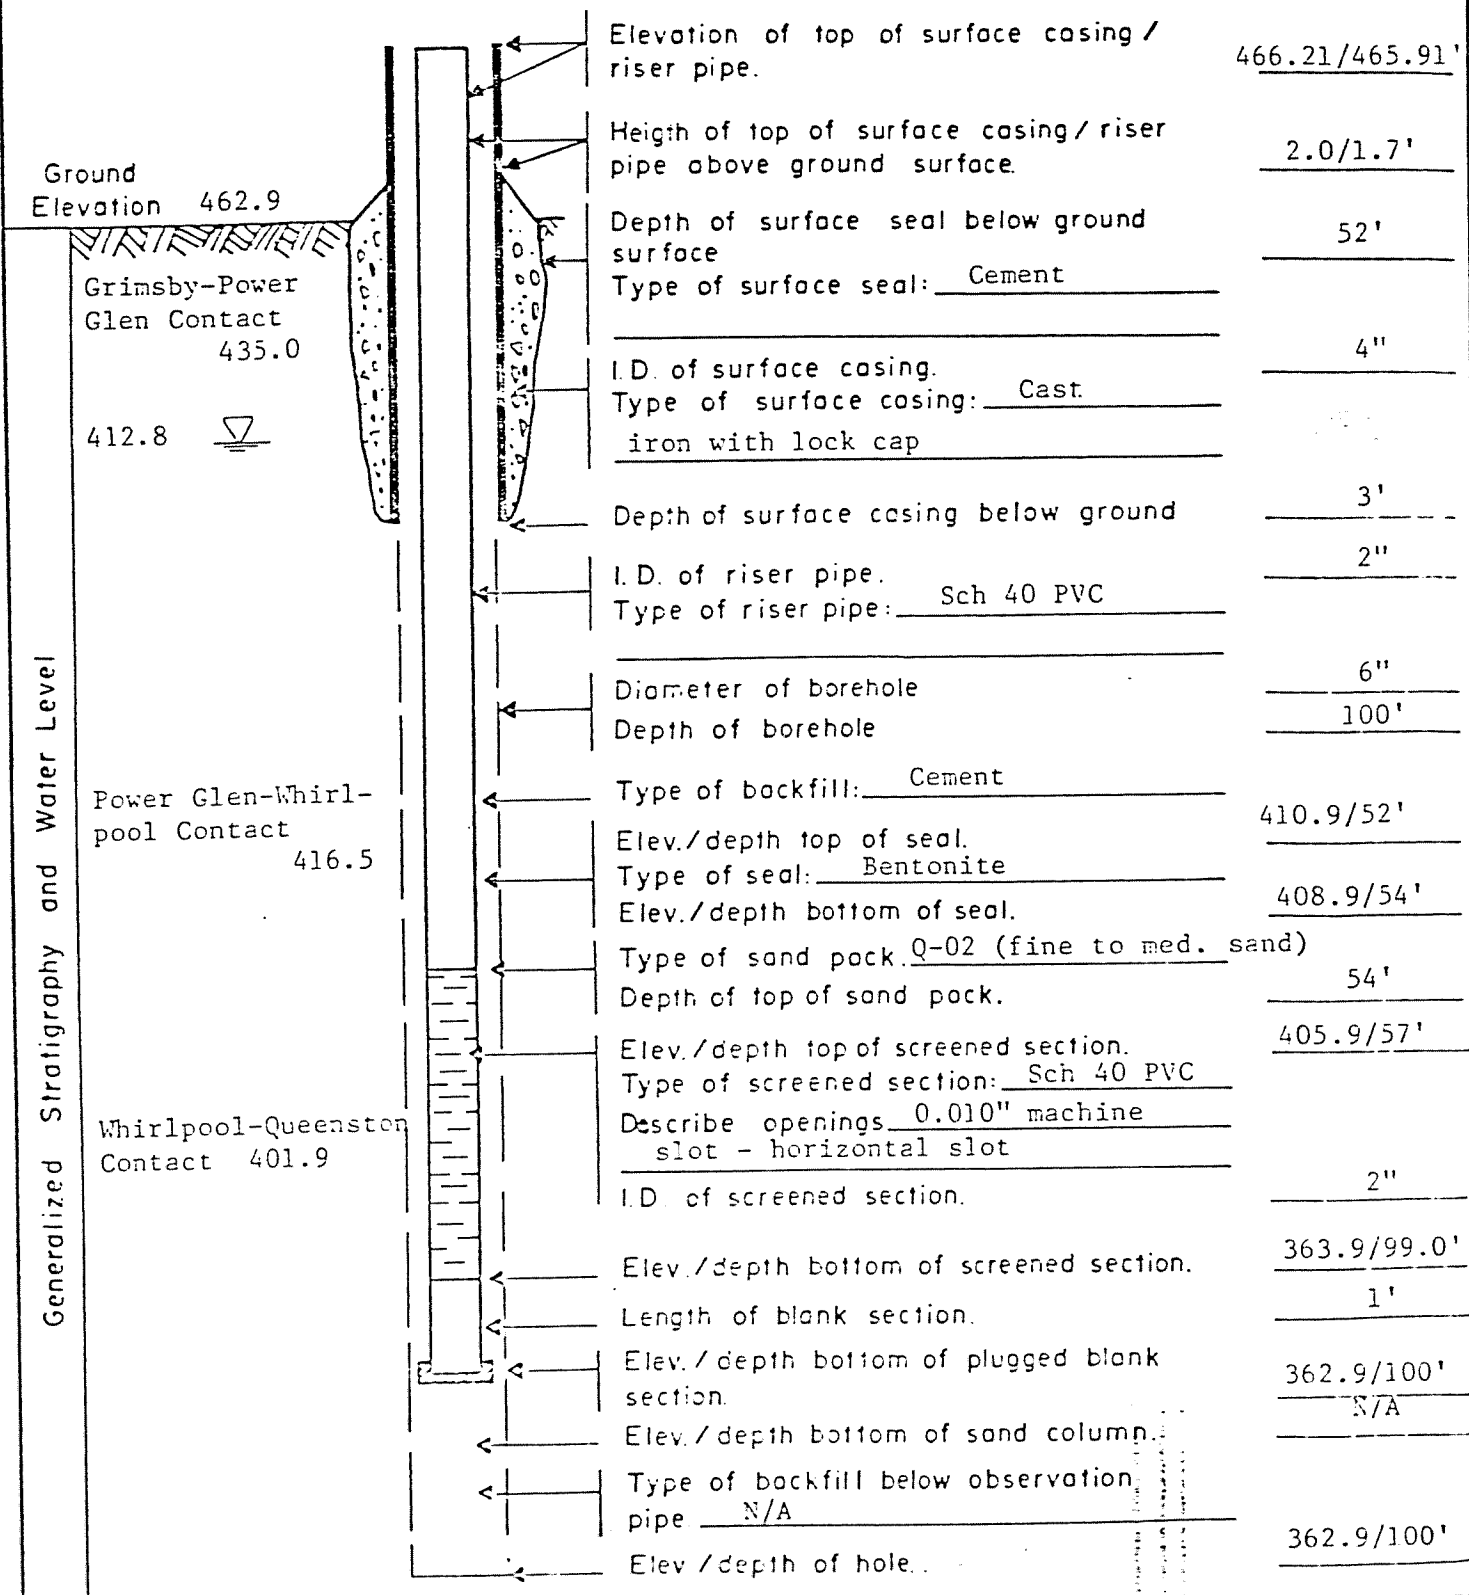 Elevation of top of surface casing /
riser pipe.
466.21/465.91'
Heigth of top of surface casing / riser
pipe above ground surface.
2.0/1.7'
Ground
Elevation 462.9
Depth of surface seal below ground
surface
52'
Type of surface seal: Cement
Grimsby-Power
Glen Contact
435.0
I.D. of surface casing.
4"
Type of surface casing: Cast
iron with lock cap
412.8
Depth of surface casing below ground
3'
I.D. of riser pipe.
2"
Type of riser pipe: Sch 40 PVC
Diameter of borehole
6"
Depth of borehole
100'
Generalized Stratigraphy and Water Level
Type of backfill: Cement
Power Glen-Whirl-
pool Contact
416.5
Elev./depth top of seal.
410.9/52'
Type of seal: Bentonite
Elev./depth bottom of seal.
408.9/54'
Type of sand pack. Q-02 (fine to med. sand)
Depth of top of sand pack.
54'
Elev./depth top of screened section.
405.9/57'
Type of screened section: Sch 40 PVC
Describe openings 0.010" machine
slot - horizontal slot
Whirlpool-Queenston
Contact 401.9
I.D. of screened section.
2"
Elev./depth bottom of screened section.
363.9/99.0'
Length of blank section.
1'
Elev./depth bottom of plugged blank
section.
362.9/100'
Elev./depth bottom of sand column.
N/A
Type of backfill below observation
pipe N/A
Elev/depth of hole..
362.9/100'